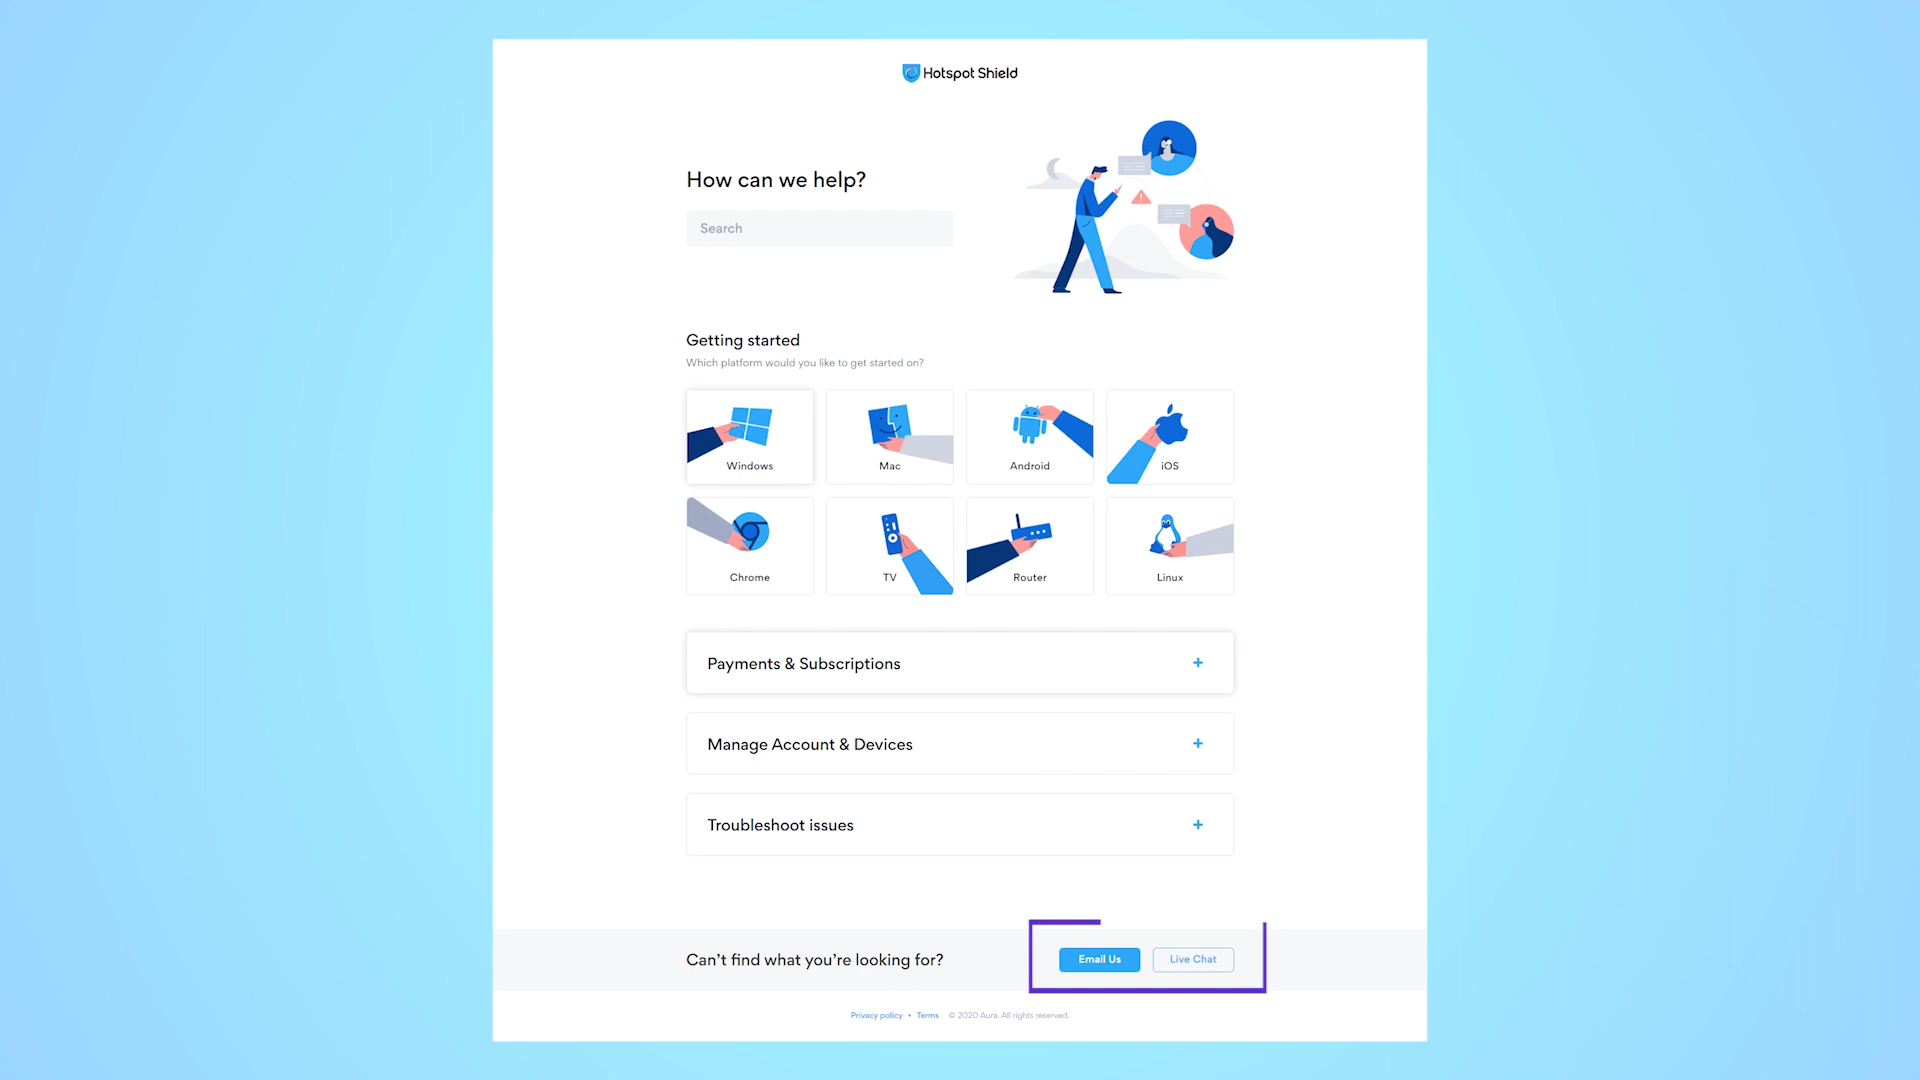 Hotspot Shield
How can we help?
Search
Getting started
Which platform would you like to get started on?
Windows
Mac
Android
iOS
Chrome
TV
Router
Linux
Payments & Subscriptions
+
Manage Account & Devices
+
Troubleshoot issues
+
Can't find what you're looking for?
Email Us
Live Chat
Privacy policy • Terms © 2020 Aura. All rights reserved.